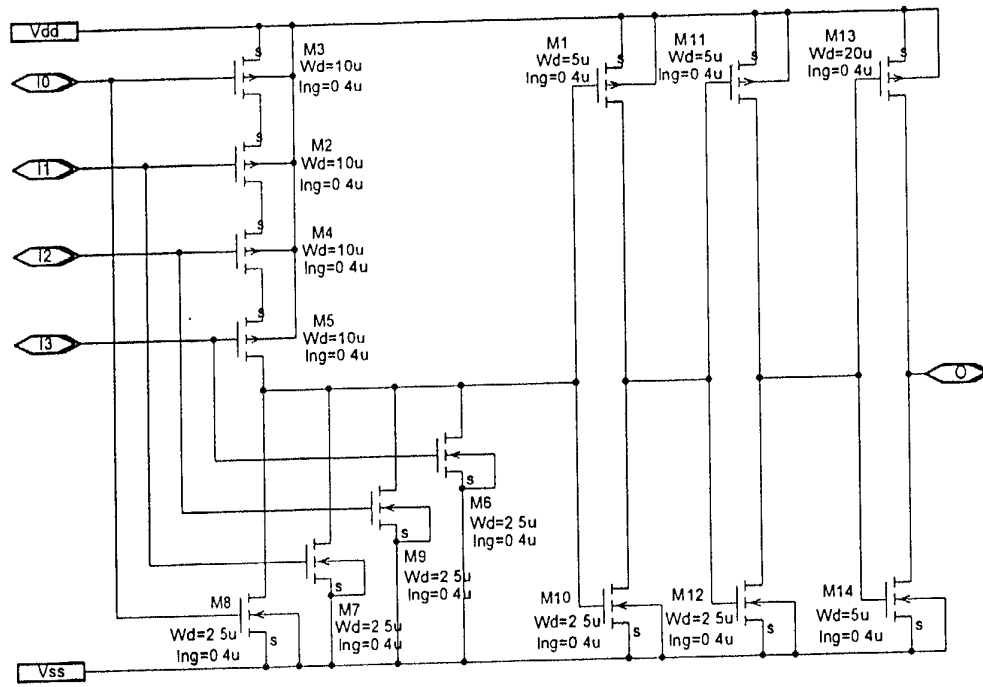 Vdd
I0
M3
Wd=10u
lng=0 4u
I1
M2
Wd=10u
lng=0 4u
I2
M4
Wd=10u
lng=0 4u
I3
M5
Wd=10u
lng=0 4u
s
s
s
s
M1
Wd=5u
lng=0 4u
s
M11
Wd=5u
lng=0 4u
s
M13
Wd=20u
lng=0 4u
s
O
M6
Wd=2 5u
lng=0 4u
s
M9
Wd=2 5u
lng=0 4u
s
M7
Wd=2 5u
lng=0 4u
s
M8
Wd=2 5u
lng=0 4u
s
M10
Wd=2 5u
lng=0 4u
s
M12
Wd=2 5u
lng=0 4u
s
M14
Wd=5u
lng=0 4u
s
Vss